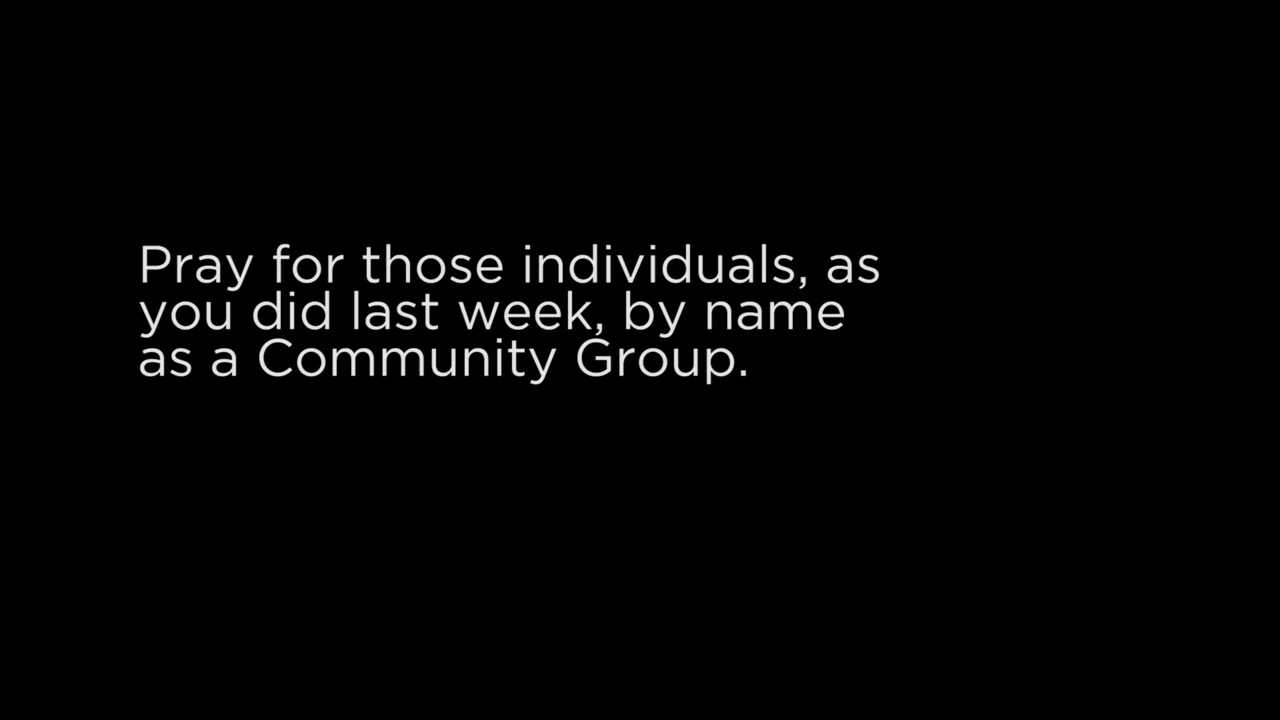 Pray for those individuals, as
you did last week, by name
as a Community Group.